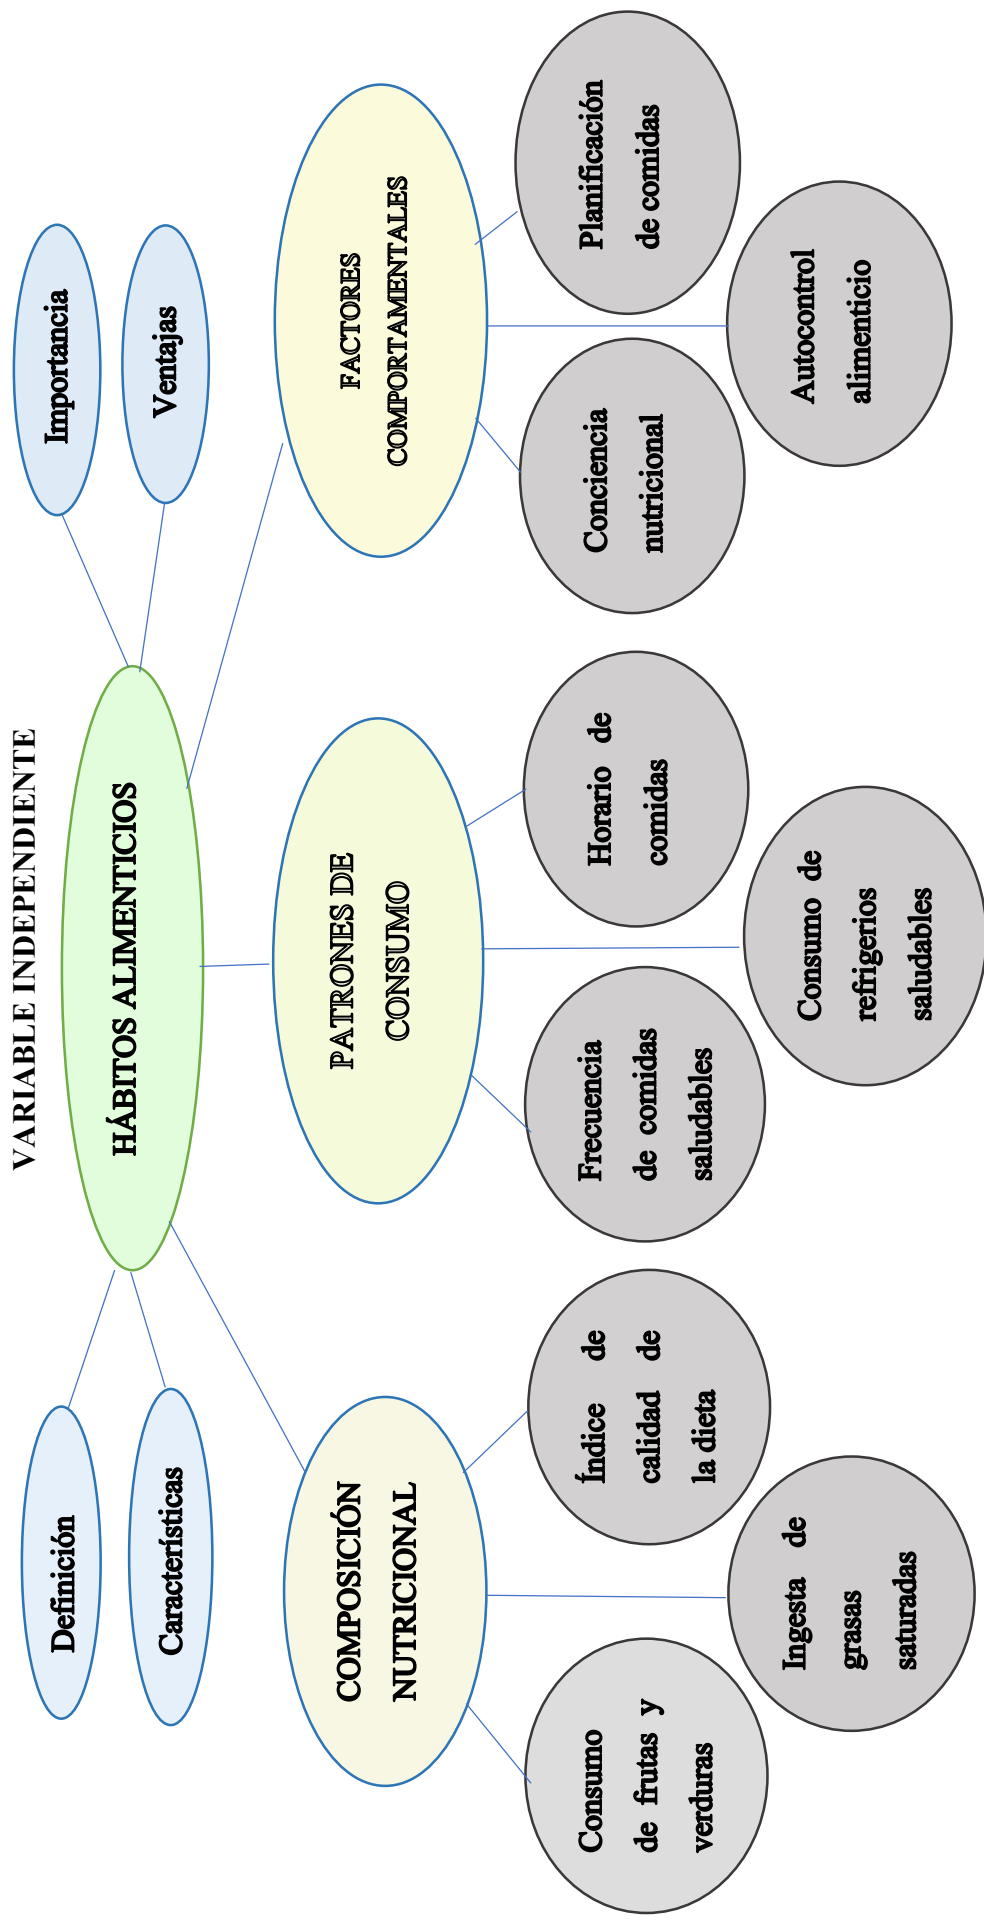 VARIABLE INDEPENDIENTE
Definición
Características
HÁBITOS ALIMENTICIOS
Importancia
Ventajas
COMPOSICIÓN
NUTRICIONAL
PATRONES DE
CONSUMO
FACTORES
COMPORTAMENTALES
Consumo
de frutas y
verduras
Ingesta de
grasas
saturadas
Índice de
calidad de
la dieta
Frecuencia
de comidas
saludables
Consumo de
refrigerios
saludables
Horario de
comidas
Conciencia
nutricional
Autocontrol
alimenticio
Planificación
de comidas